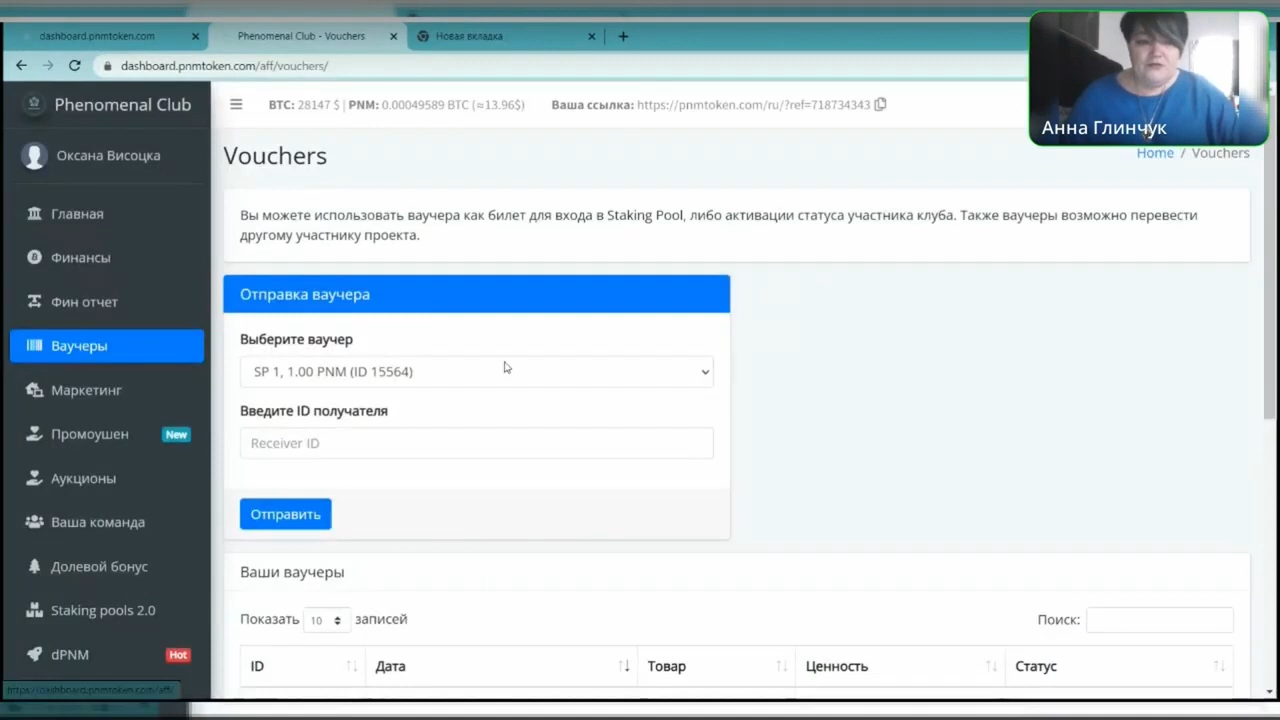 dashboard.pnmtoken.com
Phenomenal Club - Vouchers
Новая вкладка
dashboard.pnmtoken.com/aff/vouchers/
Phenomenal Club
BTC: 28147 $ | PNM: 0.00049589 BTC (≈13.96$)
Ваша ссылка: https://pnmtoken.com/ru/?ref=718734343
Анна Глинчук
Оксана Висоцка
Vouchers
Home / Vouchers
Главная
Финансы
Фин отчет
Ваучеры
Маркетинг
Промоушен New
Аукционы
Ваша команда
Долевой бонус
Staking pools 2.0
dPNM Hot
https://dashboard.pnmtoken.com/aff/
Вы можете использовать ваучера как билет для входа в Staking Pool, либо активации статуса участника клуба. Также ваучеры возможно перевести
другому участнику проекта.
Отправка ваучера
Выберите ваучер
SP 1, 1.00 PNM (ID 15564)
Введите ID получателя
Receiver ID
Отправить
Ваши ваучеры
Показать 10 записей
Поиск:
ID Дата Товар Ценность Статус